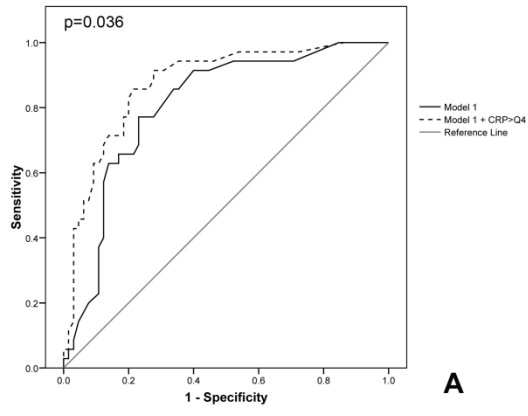 p=0.036
1.0
0.8
0.6
0.4
0.2
0.0
Sensitivity
0.0 0.2 0.4 0.6 0.8 1.0
1 - Specificity
Model 1
Model 1 + CRP>Q4
Reference Line
A